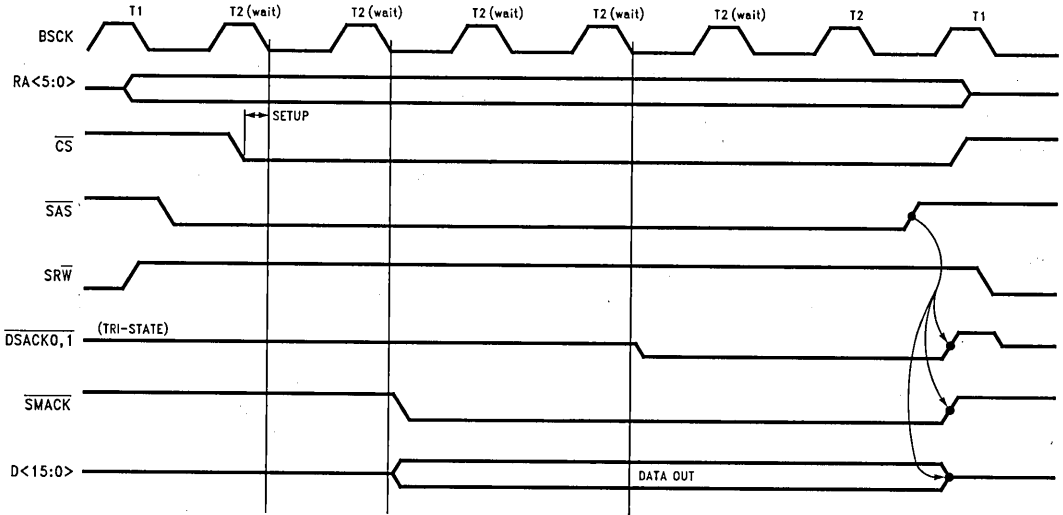 T1 T2 (wait) T2 (wait) T2 (wait) T2 (wait) T2 (wait) T2 T1
BSCK
RA<5:0>
SETUP
CS
SAS
SRW
DSACK0,1 (TRI-STATE)
SMACK
D<15:0> DATA OUT